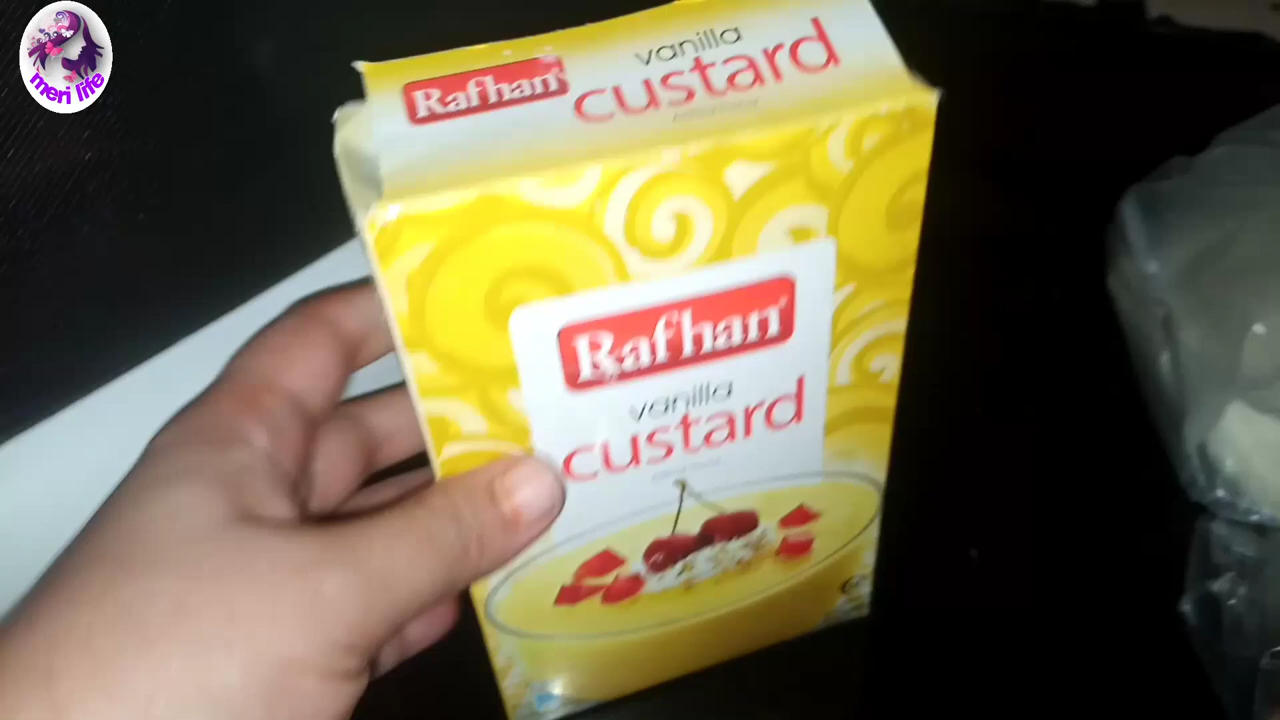 meri life
Rafhan
vanilla
custard
Rafhan
vanilla
custard